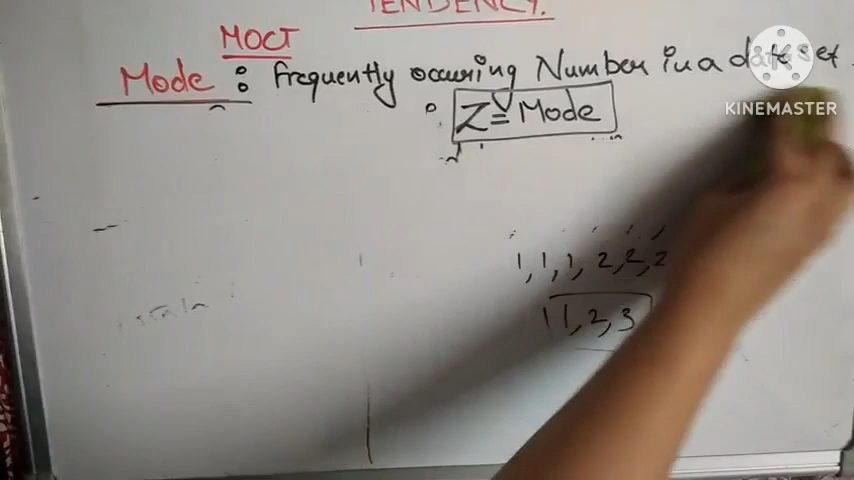 TENDENCY.
MOCT
Mode : frequently occuring Number in a data set.
Z = Mode
KINEMASTER
1, 1, 1, 2, 2, 2
1 1, 2, 3